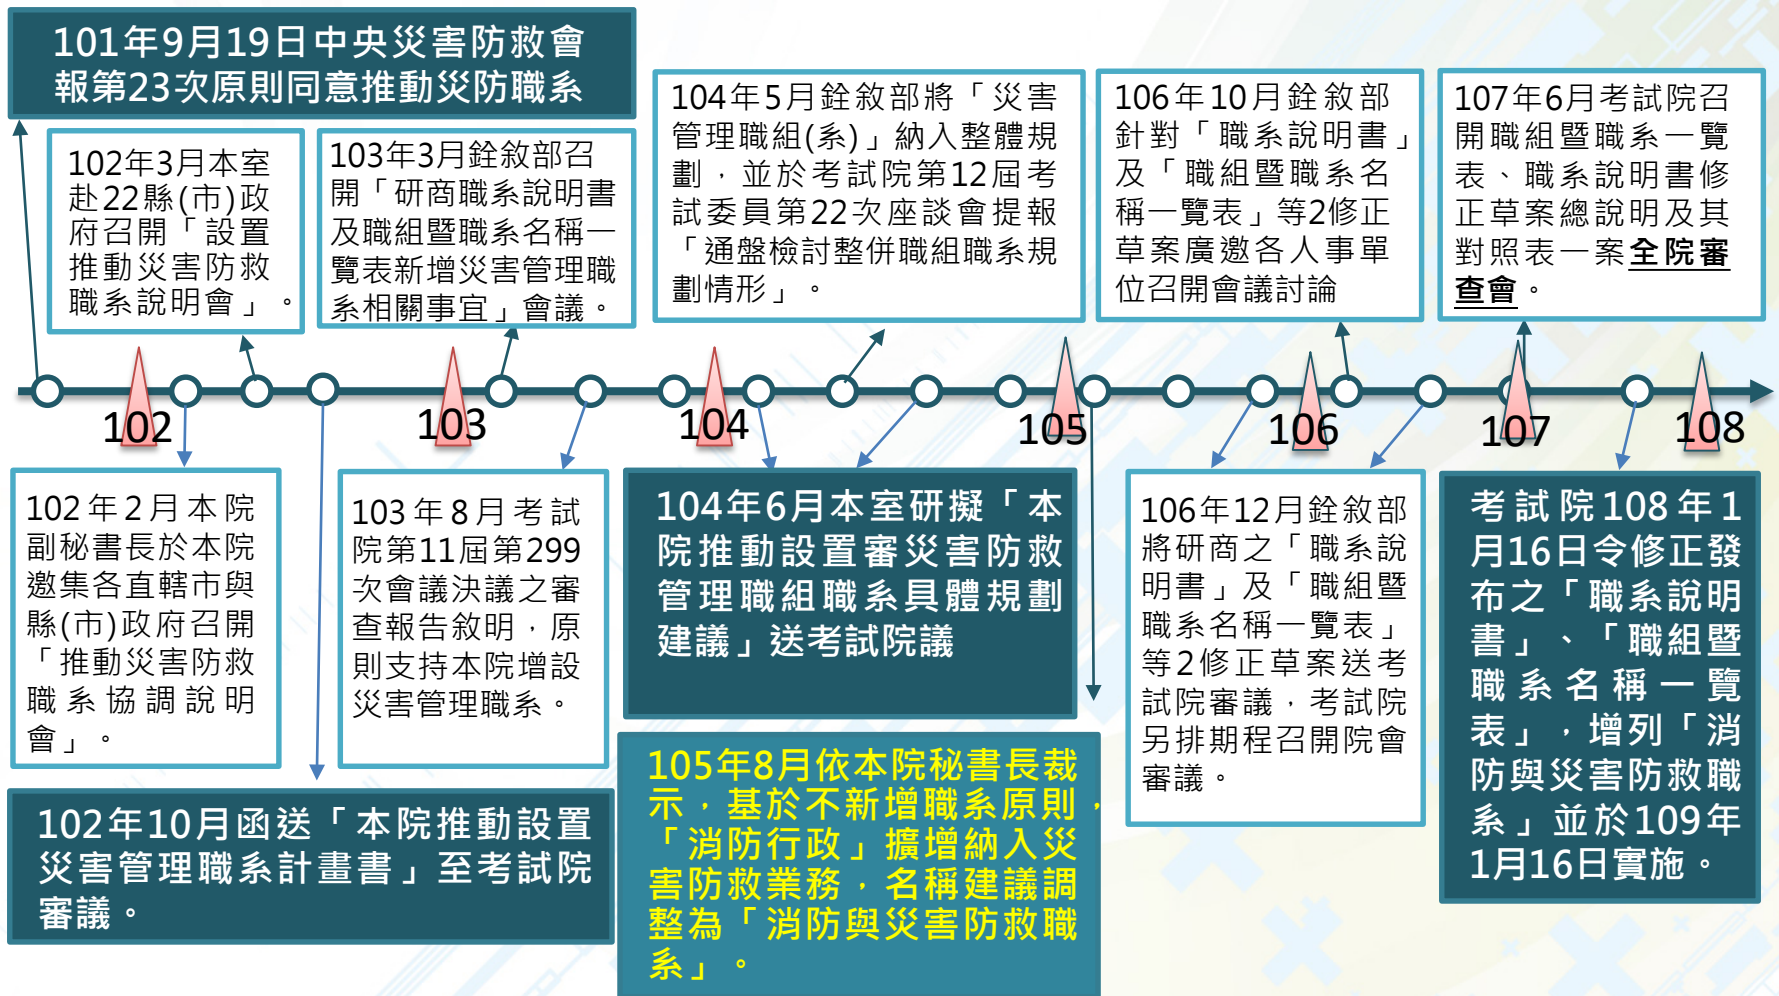 101年9月19日中央災害防救會
報第23次原則同意推動災防職系
102年3月本室
赴22縣(市)政
府召開「設置
推動災害防救
職系說明會」。
103年3月銓敘部召
開「研商職系說明書
及職組暨職系名稱一
覽表新增災害管理職
系相關事宜」會議。
104年5月銓敘部將「災害
管理職組(系)」納入整體規
劃，並於考試院第12屆考
試委員第22次座談會提報
「通盤檢討整併職組職系規
劃情形」。
106年10月銓敘部
針對「職系說明書」
及「職組暨職系名
稱一覽表」等2修正
草案廣邀各人事單
位召開會議討論
107年6月考試院召
開職組暨職系一覽
表、職系說明書修
正草案總說明及其
對照表一案全院審
查會。
102
103
104
105
106
107
108
102年2月本院
副秘書長於本院
邀集各直轄市與
縣(市)政府召開
「推動災害防救
職系協調說明
會」。
102年10月函送「本院推動設置
災害管理職系計畫書」至考試院
審議。
103年8月考試
院第11屆第299
次會議決議之審
查報告敘明，原
則支持本院增設
災害管理職系。
104年6月本室研擬「本
院推動設置審災害防救
管理職組職系具體規劃
建議」送考試院議
105年8月依本院秘書長裁
示，基於不新增職系原則，
「消防行政」擴增納入災
害防救業務，名稱建議調
整為「消防與災害防救職
系」。
106年12月銓敘部
將研商之「職系說
明書」及「職組暨
職系名稱一覽表」
等2修正草案送考
試院審議，考試院
另排期程召開院會
審議。
考試院108年1
月16日令修正發
布之「職系說明
書」、「職組暨
職系名稱一覽
表」，增列「消
防與災害防救職
系」並於109年
1月16日實施。